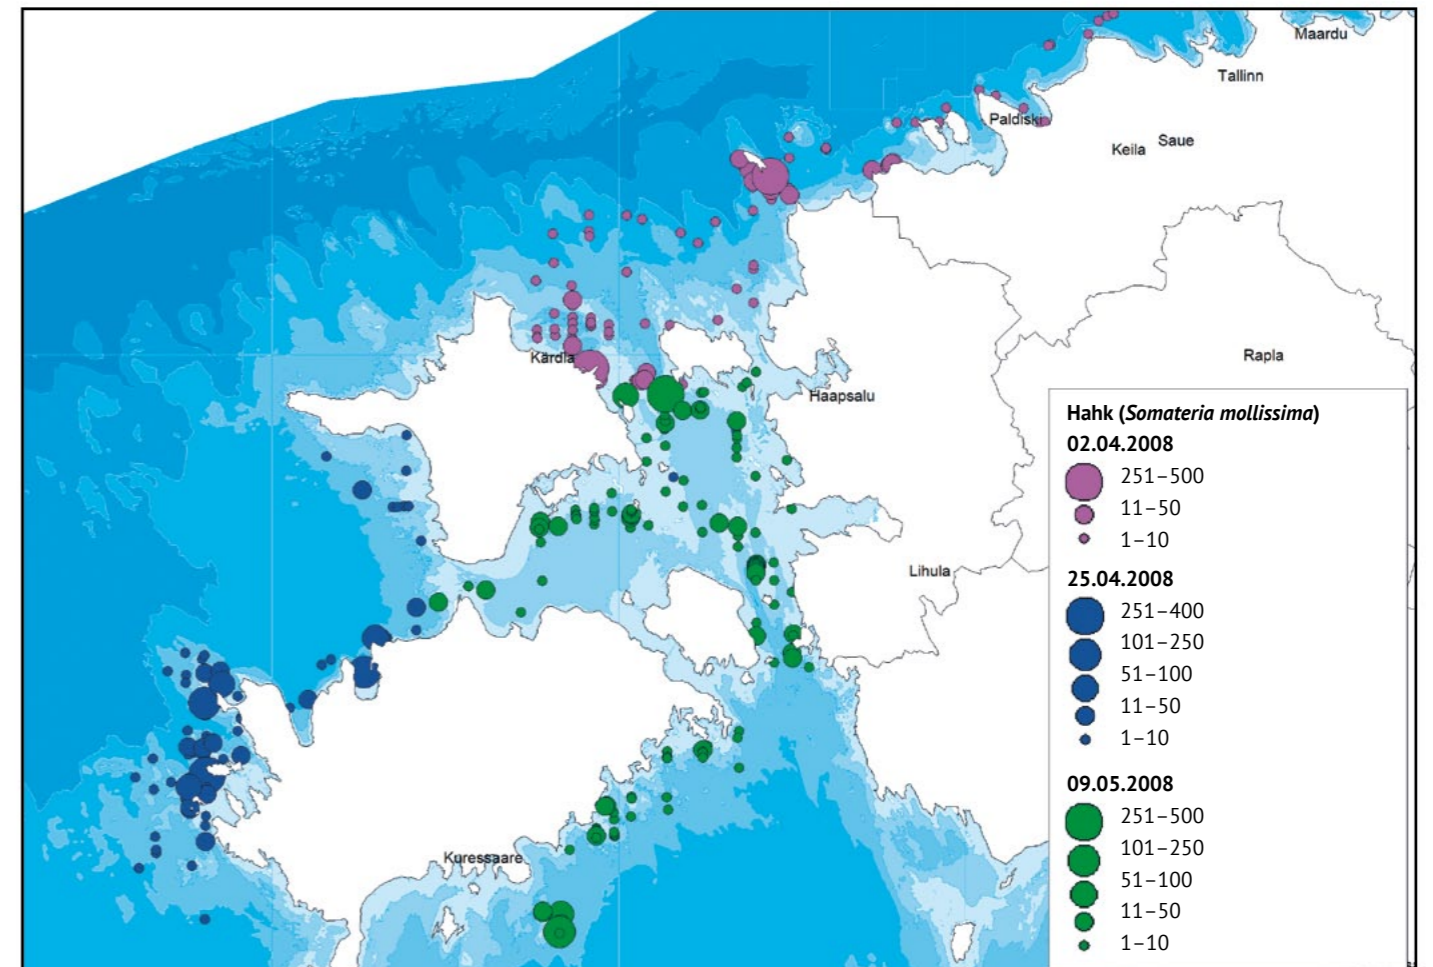 Maardu
Tallinn
Paldiski
Keila
Saue
Rapla
Kärdla
Haapsalu
Lihula
Kuressaare
Hahk (Somateria mollissima)
02.04.2008
251–500
11–50
1–10
25.04.2008
251–400
101–250
51–100
11–50
1–10
09.05.2008
251–500
101–250
51–100
11–50
1–10